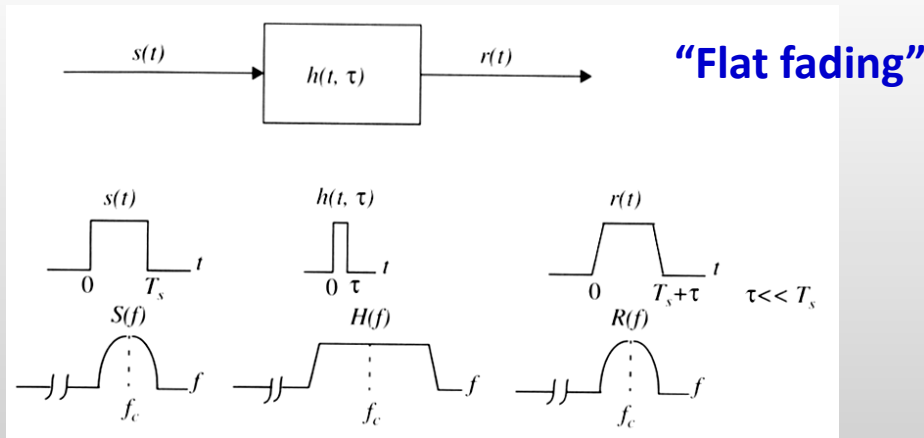 s(t)
h(t, τ)
r(t)
“Flat fading”
s(t)
h(t, τ)
r(t)
t
t
t
0 T_s
0 τ
0 T_s+τ
τ<< T_s
S(f)
H(f)
R(f)
f
f
f
f_c
f_c
f_c